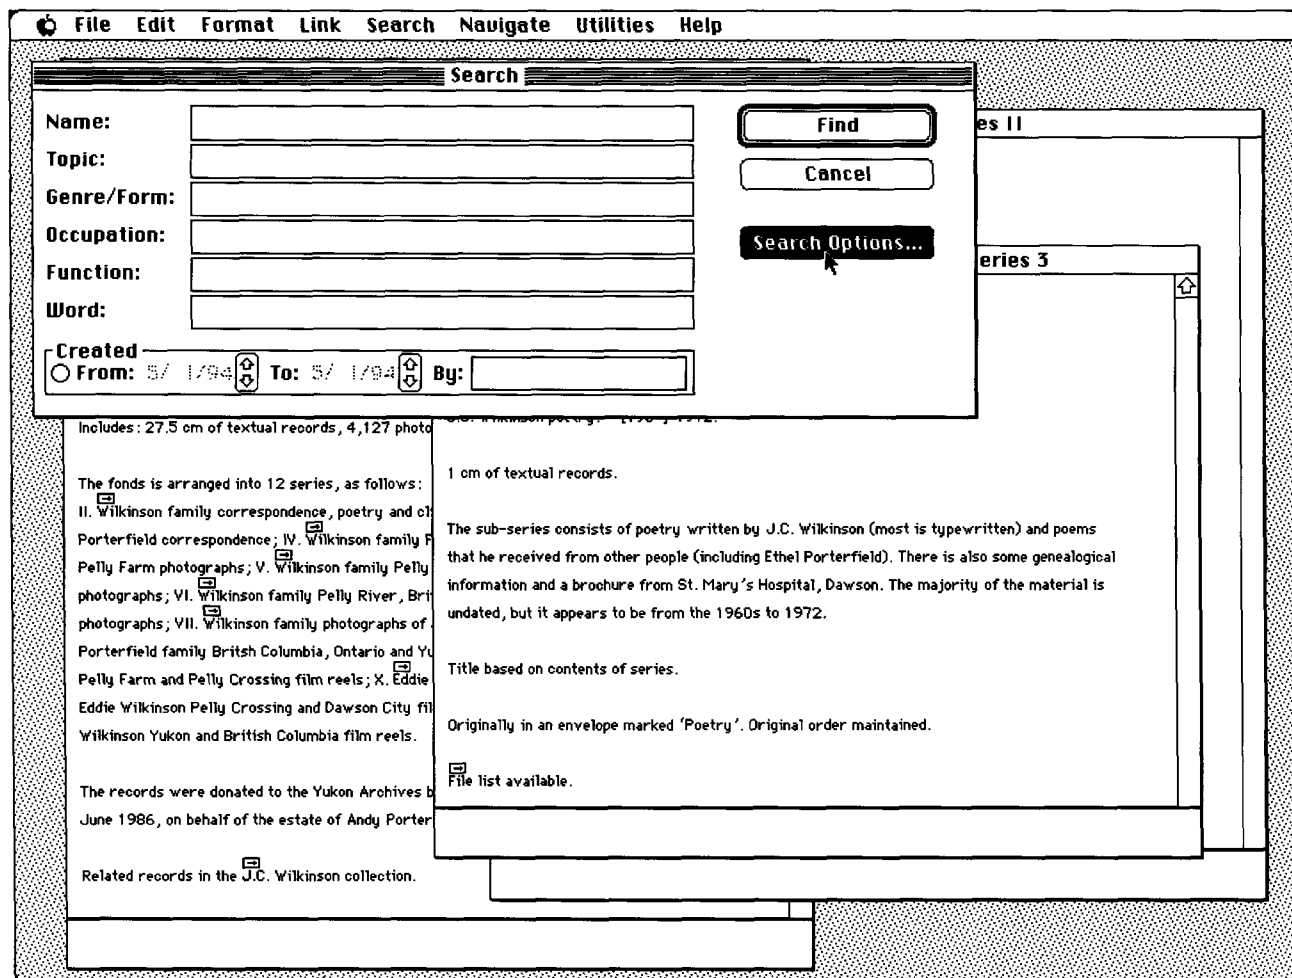 File Edit Format Link Search Navigate Utilities Help
Search
Name:
Topic:
Genre/Form:
Occupation:
Function:
Word:
Find
Cancel
Search Options...
Created
From: 5/ 1/94 To: 5/ 1/94 By:
es II
eries 3
Includes: 27.5 cm of textual records, 4,127 photo
The fonds is arranged into 12 series, as follows:
II. Wilkinson family correspondence, poetry and cl
Porterfield correspondence; IV. Wilkinson family F
Pelly Farm photographs; V. Wilkinson family Pelly
photographs; VI. Wilkinson family Pelly River, Bri
photographs; VII. Wilkinson family photographs of
Porterfield family Britsh Columbia, Ontario and Yu
Pelly Farm and Pelly Crossing film reels; X. Eddie
Eddie Wilkinson Pelly Crossing and Dawson City fil
Wilkinson Yukon and British Columbia film reels.
The records were donated to the Yukon Archives b
June 1986, on behalf of the estate of Andy Porter
Related records in the J.C. Wilkinson collection.
1 cm of textual records.
The sub-series consists of poetry written by J.C. Wilkinson (most is typewritten) and poems
that he received from other people (including Ethel Porterfield). There is also some genealogical
information and a brochure from St. Mary's Hospital, Dawson. The majority of the material is
undated, but it appears to be from the 1960s to 1972.
Title based on contents of series.
Originally in an envelope marked 'Poetry'. Original order maintained.
File list available.